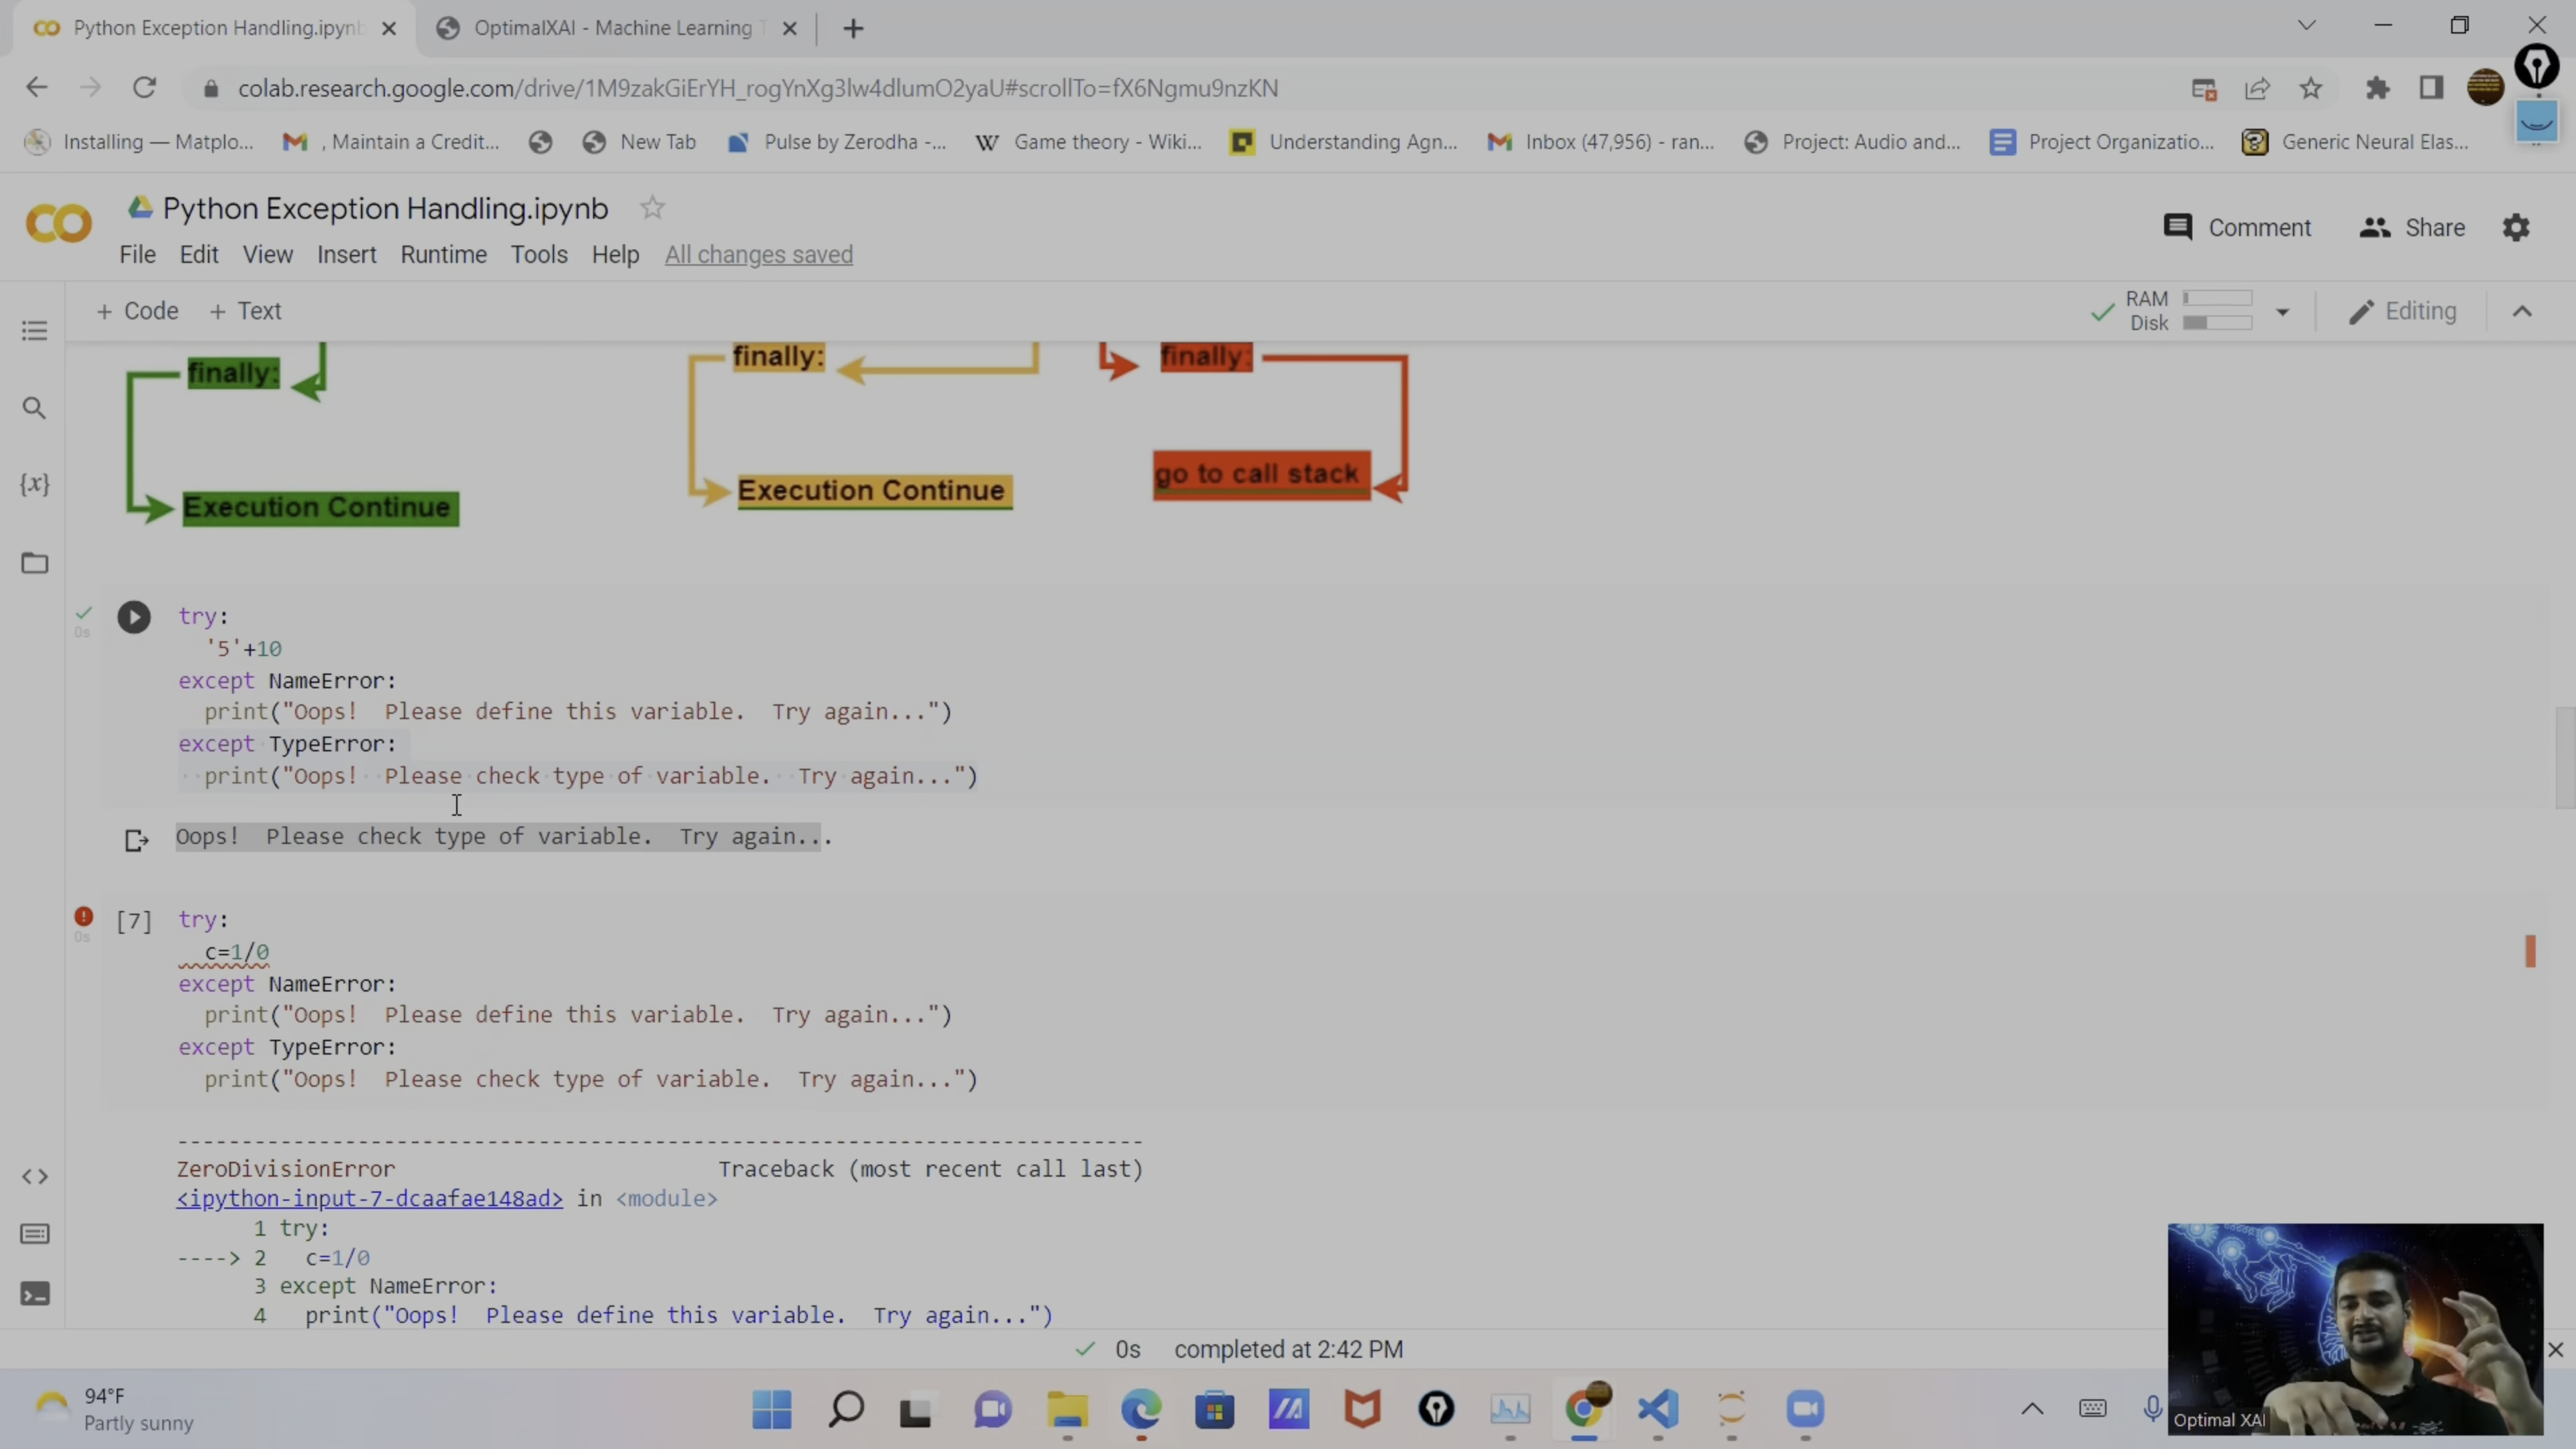 Python Exception Handling.ipynb
OptimalXAI - Machine Learning T
colab.research.google.com/drive/1M9zakGiErYH_rogYnXg3lw4dlumO2yaU#scrollTo=fX6Ngmu9nzKN
Installing — Matplo...
, Maintain a Credit...
New Tab
Pulse by Zerodha -...
W
Game theory - Wiki...
Understanding Agn...
Inbox (47,956) - ran...
Project: Audio and...
Project Organizatio...
Generic Neural Elas...
Python Exception Handling.ipynb
Comment
Share
File Edit View Insert Runtime Tools Help All changes saved
+ Code + Text
RAM
Disk
Editing
finally:
finally:
finally:
Execution Continue
Execution Continue
go to call stack
{x}
0s
try:
'5'+10
except NameError:
print("Oops!  Please define this variable.  Try again...")
except TypeError:
print("Oops!  Please check type of variable.  Try again...")
Oops!  Please check type of variable.  Try again...
0s
[7]
try:
c=1/0
except NameError:
print("Oops!  Please define this variable.  Try again...")
except TypeError:
print("Oops!  Please check type of variable.  Try again...")
---------------------------------------------------------------------------
ZeroDivisionError                         Traceback (most recent call last)
<ipython-input-7-dcaafae148ad> in <module>
1 try:
----> 2   c=1/0
3 except NameError:
4   print("Oops!  Please define this variable.  Try again...")
0s completed at 2:42 PM
94°F
Partly sunny
Optimal XAI